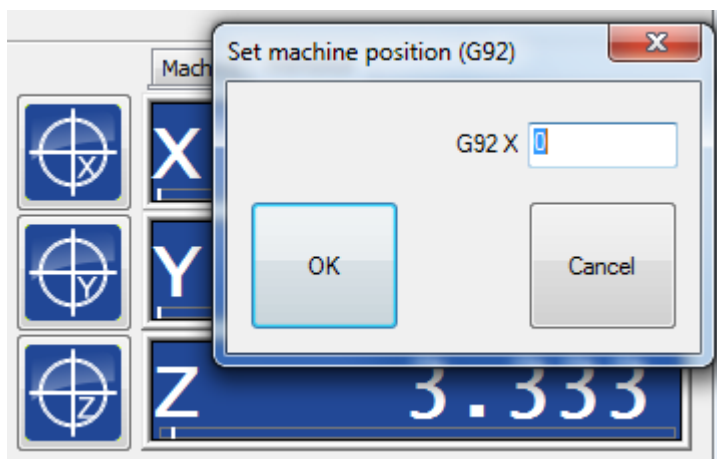 Set machine position (G92)
Mach
X
X
G92 X 0
Y
Y
OK Cancel
Z
Z 3.333